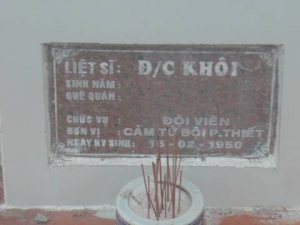 LIỆT SĨ : Đ/C KHÔI
SINH NĂM :
QUÊ QUÁN :
CHỨC VỤ : ĐỘI VIÊN
ĐƠN VỊ : CẢM TỬ ĐỘI P.THIẾT
NGÀY HY SINH: 15 - 02 - 1950